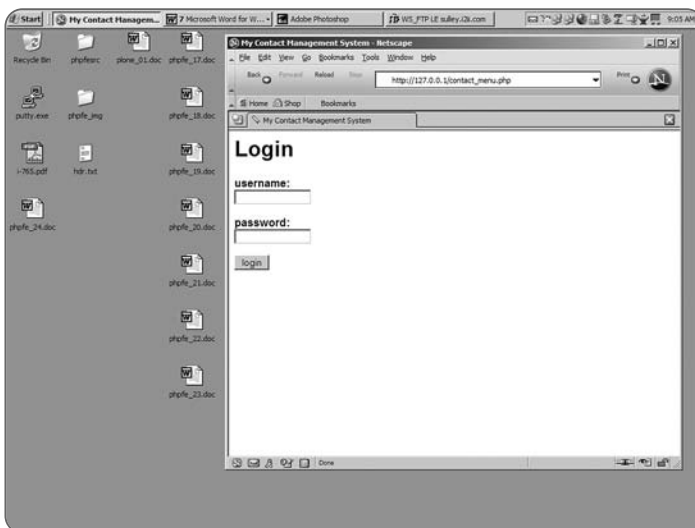 Start My Contact Managem... 7 Microsoft Word for W... Adobe Photoshop WS_FTP LE sulley.i2ii.com 9:05 AM
Recycle Bin phpfesrc plone_01.doc phpfe_17.doc
putty.exe phpfe_img phpfe_18.doc
i-765.pdf hdr.txt phpfe_19.doc
phpfe_24.doc phpfe_20.doc
phpfe_21.doc
phpfe_22.doc
phpfe_23.doc
My Contact Management System - Netscape
File Edit View Go Bookmarks Tools Window Help
Back Forward Reload Stop http://127.0.0.1/contact_menu.php Print N
Home Shop Bookmarks
My Contact Management System
Login
username:
password:
login
Done